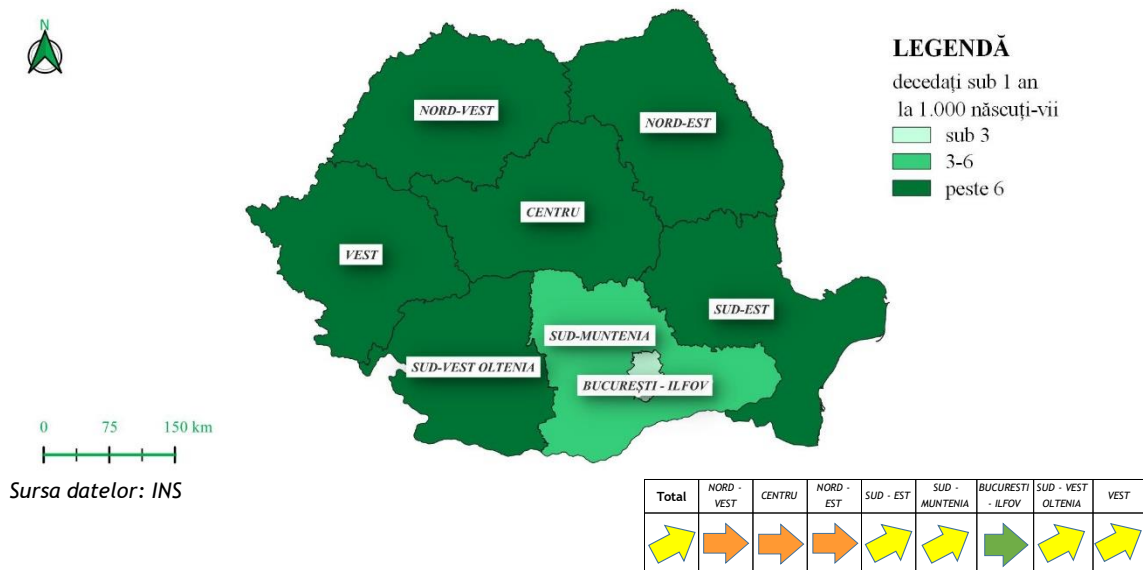 N
LEGENDĂ
decedați sub 1 an
la 1.000 născuți-vii
sub 3
3-6
peste 6
NORD-VEST
NORD-EST
CENTRU
VEST
SUD-EST
SUD-MUNTENIA
SUD-VEST OLTENIA
BUCUREȘTI - ILFOV
0 75 150 km
Sursa datelor: INS
Total
NORD -
VEST
CENTRU
NORD -
EST
SUD - EST
SUD -
MUNTENIA
BUCURESTI
- ILFOV
SUD - VEST
OLTENIA
VEST